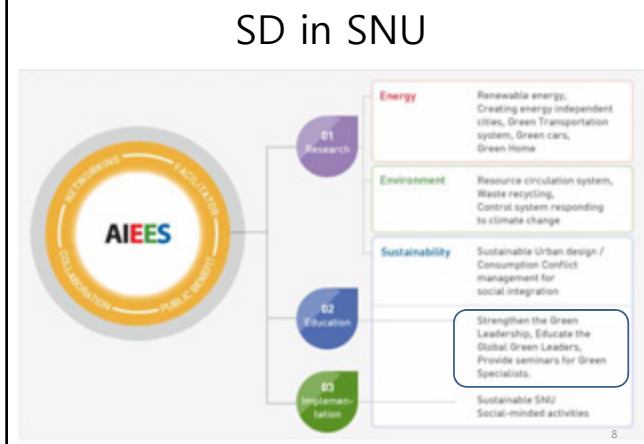 SD in SNU
NETWORKING
FACILITATOR
COLLABORATION
PUBLIC BENEFIT
AIEES
01
Research
Energy
Renewable energy,
Creating energy independent
cities, Green Transportation
system, Green cars,
Green Home
Environment
Resource circulation system,
Waste recycling,
Control system responding
to climate change
Sustainability
Sustainable Urban design /
Consumption Conflict
management for
social integration
02
Education
Strengthen the Green
Leadership, Educate the
Global Green Leaders,
Provide seminars for Green
Specialists.
03
Implemen-
tation
Sustainable SNU
Social-minded activities
8